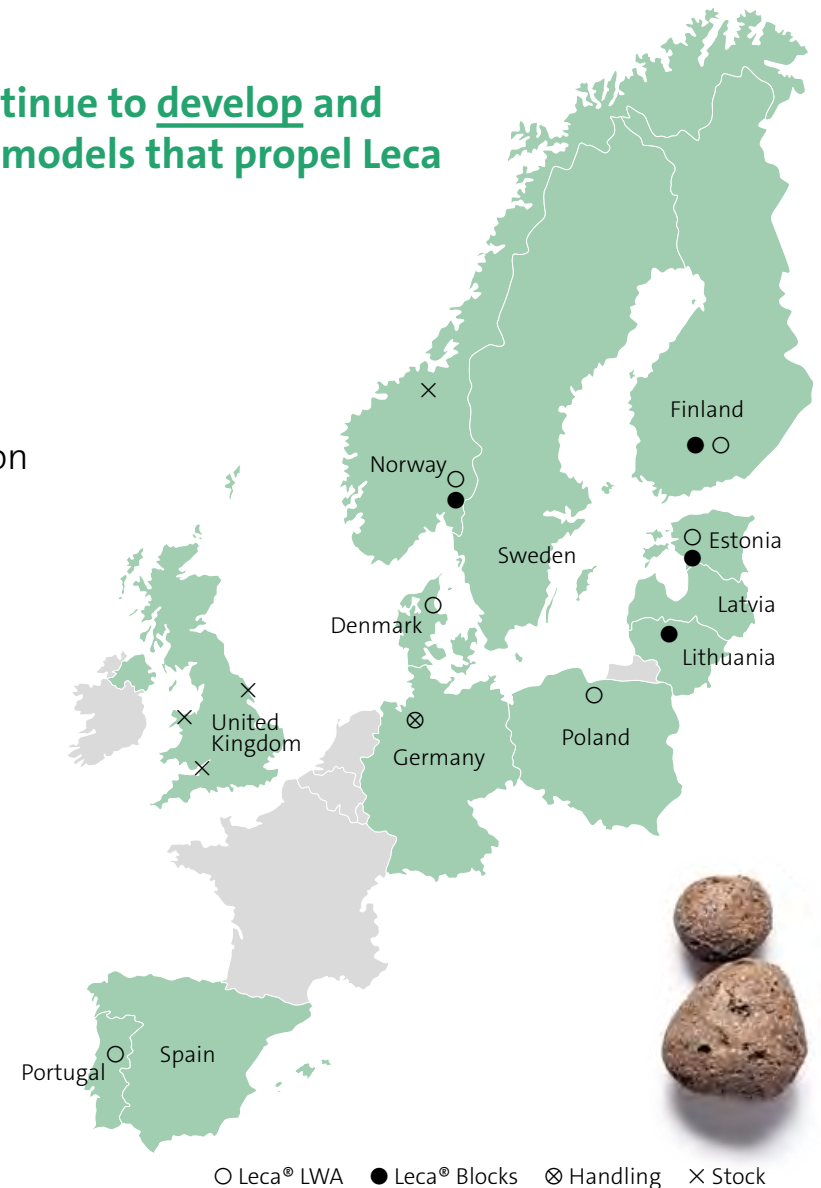 tinue to develop and
models that propel Leca
on
Finland
Norway
Estonia
Sweden
Latvia
Denmark
Lithuania
United
Kingdom
Poland
Germany
Spain
Portugal
○ Leca® LWA ● Leca® Blocks ⊗ Handling × Stock